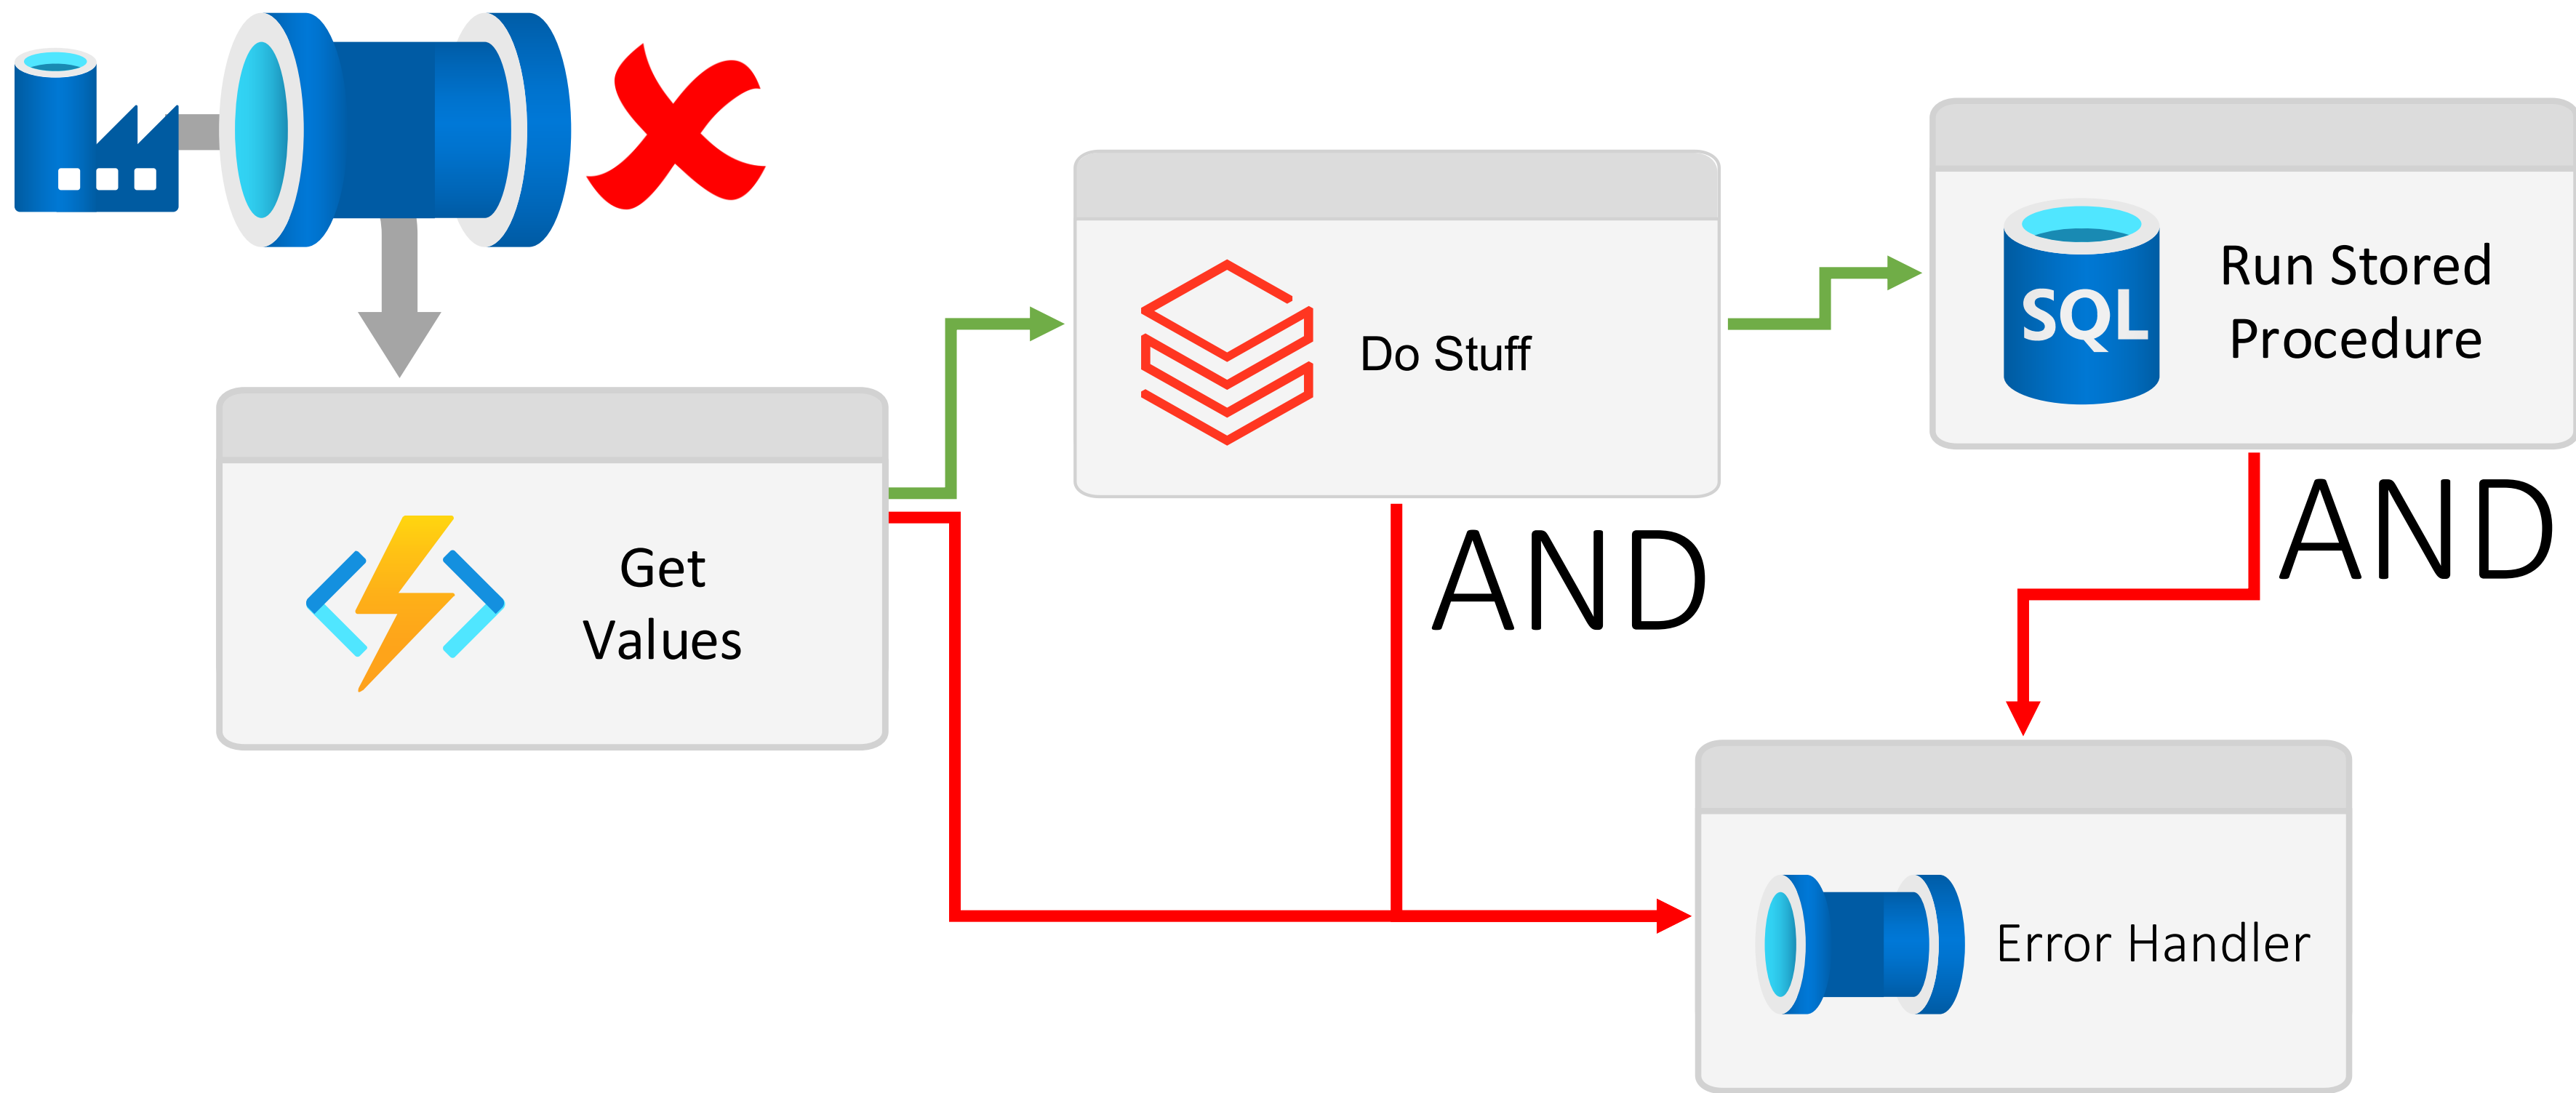 Get
Values
Do Stuff
SQL
Run Stored
Procedure
AND
AND
Error Handler